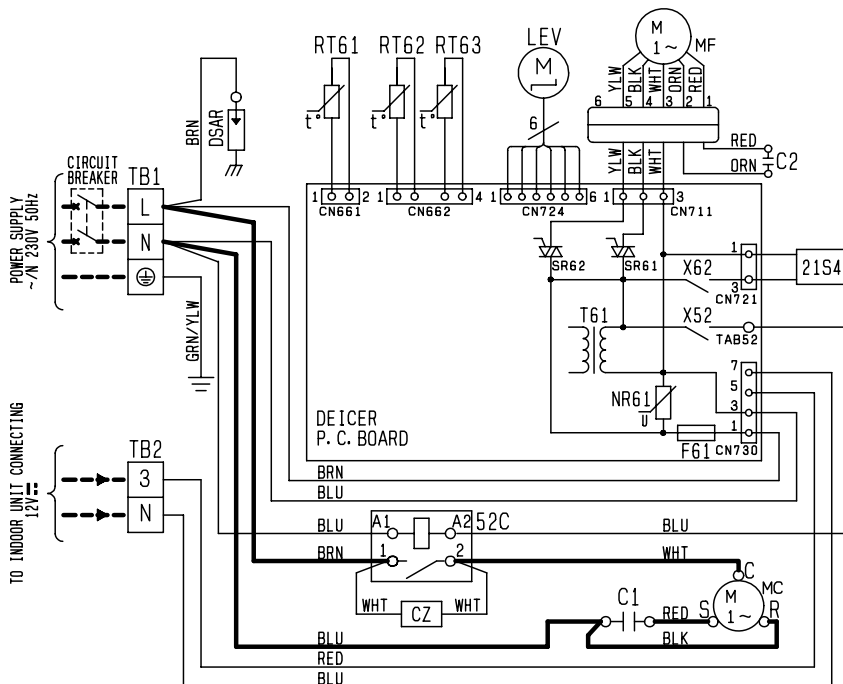 RT61
RT62 RT63
LEV
M
M
1~
MF
YLW
BLK
WHT
ORN
RED
6 5 4 3 2 1
t°
t°
t°
6
BRN
DSAR
RED
ORN
C2
YLW
BLK
WHT
CIRCUIT
BREAKER
TB1
L
N
POWER SUPPLY
~/N 230V 50Hz
GRN/YLW
1 2
CN661
1 4
CN662
1 6
CN724
1 3
CN711
SR62
SR61
X62
1
3
CN721
21S4
T61
X52
TAB52
NR61
U
7
5
3
1
F61
CN730
DEICER
P.C.BOARD
BRN
BLU
TO INDOOR UNIT CONNECTING
12V
TB2
3
N
BLU
A1
A2
52C
BLU
BRN
1
2
WHT
WHT
CZ
WHT
C
M
1~
MC
C1
RED
S
R
BLK
BLU
RED
BLU